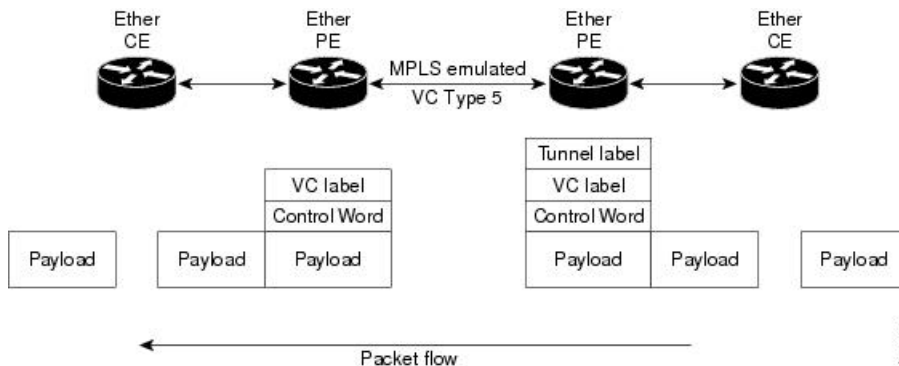 Ether
CE
Ether
PE
Ether
PE
Ether
CE
MPLS emulated
VC Type 5
Tunnel label
VC label
VC label
Control Word
Control Word
Payload
Payload
Payload
Payload
Payload
Payload
Packet flow